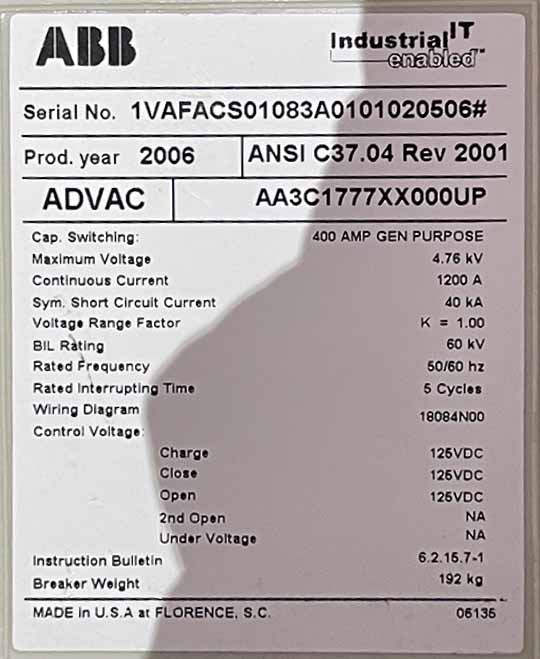 ABB Industrial IT enabled™
Serial No. 1VAFACS01083A0101020506#
Prod. year 2006 ANSI C37.04 Rev 2001
ADVAC AA3C1777XX000UP
Cap. Switching: 400 AMP GEN PURPOSE
Maximum Voltage 4.76 kV
Continuous Current 1200 A
Sym. Short Circuit Current 40 kA
Voltage Range Factor K = 1.00
BIL Rating 60 kV
Rated Frequency 50/60 hz
Rated Interrupting Time 5 Cycles
Wiring Diagram 18084N00
Control Voltage:
Charge 125VDC
Close 125VDC
Open 125VDC
2nd Open NA
Under Voltage NA
Instruction Bulletin 6.2.15.7-1
Breaker Weight 192 kg
MADE in U.S.A at FLORENCE, S.C. 06135